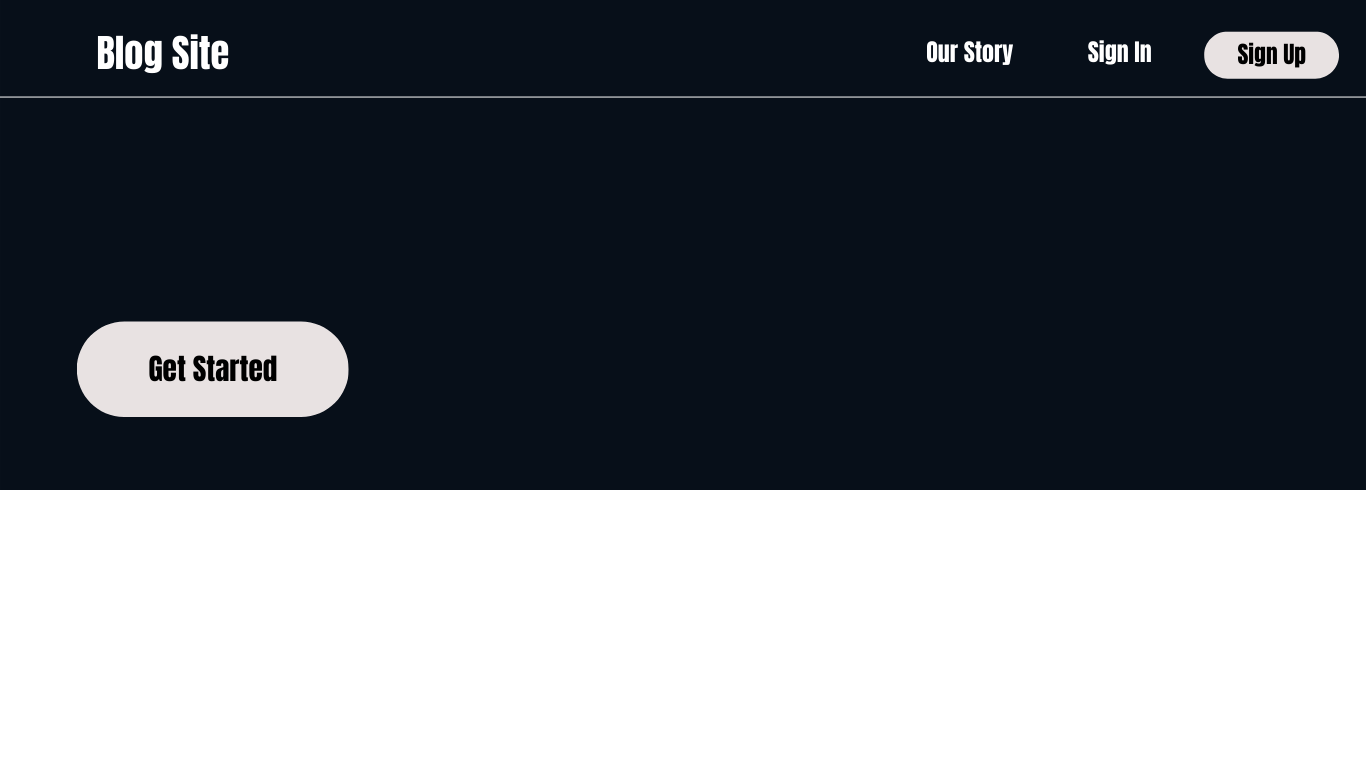 Blog Site
Our Story
Sign In
Sign Up
Get Started